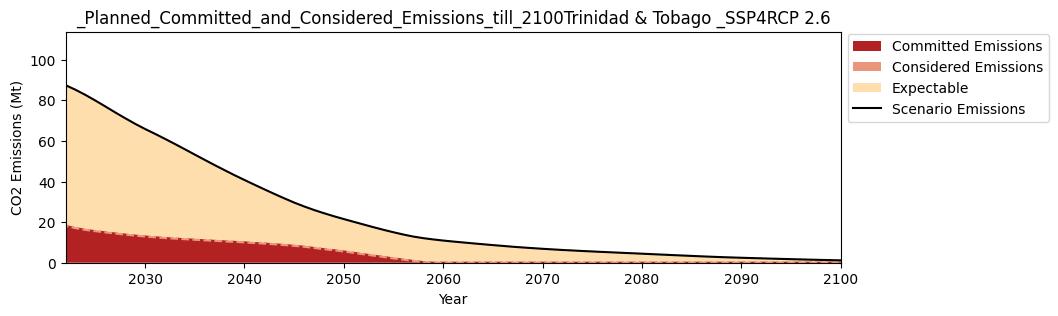 _Planned_Committed_and_Considered_Emissions_till_2100Trinidad & Tobago _SSP4RCP 2.6
CO2 Emissions (Mt)
100
80
60
40
20
0
2030 2040 2050 2060 2070 2080 2090 2100
Year
Committed Emissions
Considered Emissions
Expectable
Scenario Emissions